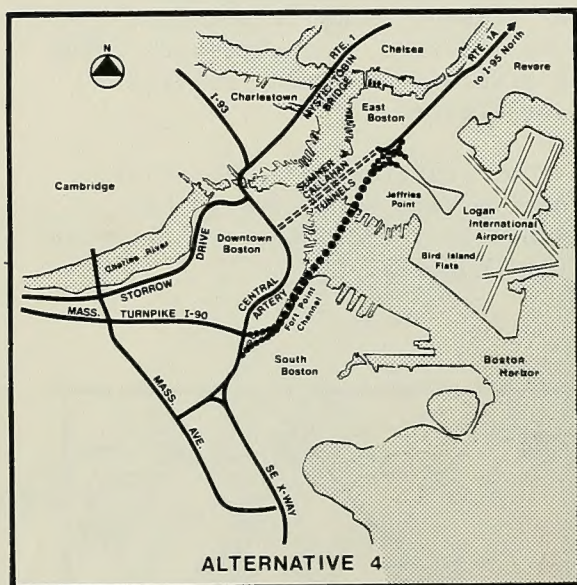 N
RTE. 1
Chelsea
RTE. 1A
to I-95 North
Revere
I-93
Charlestown
MYSTIC-TOBIN
BRIDGE
East
Boston
Cambridge
SUMNER
CALLAHAN
TUNNELS
Jeffries
Point
Logan
International
Airport
Charles River
DRIVE
Downtown
Boston
Bird Island
Flats
STORROW
CENTRAL
ARTERY
MASS. TURNPIKE I-90
Fort Point
Channel
South
Boston
Boston
Harbor
MASS.
AVE.
SE X-WAY
ALTERNATIVE 4